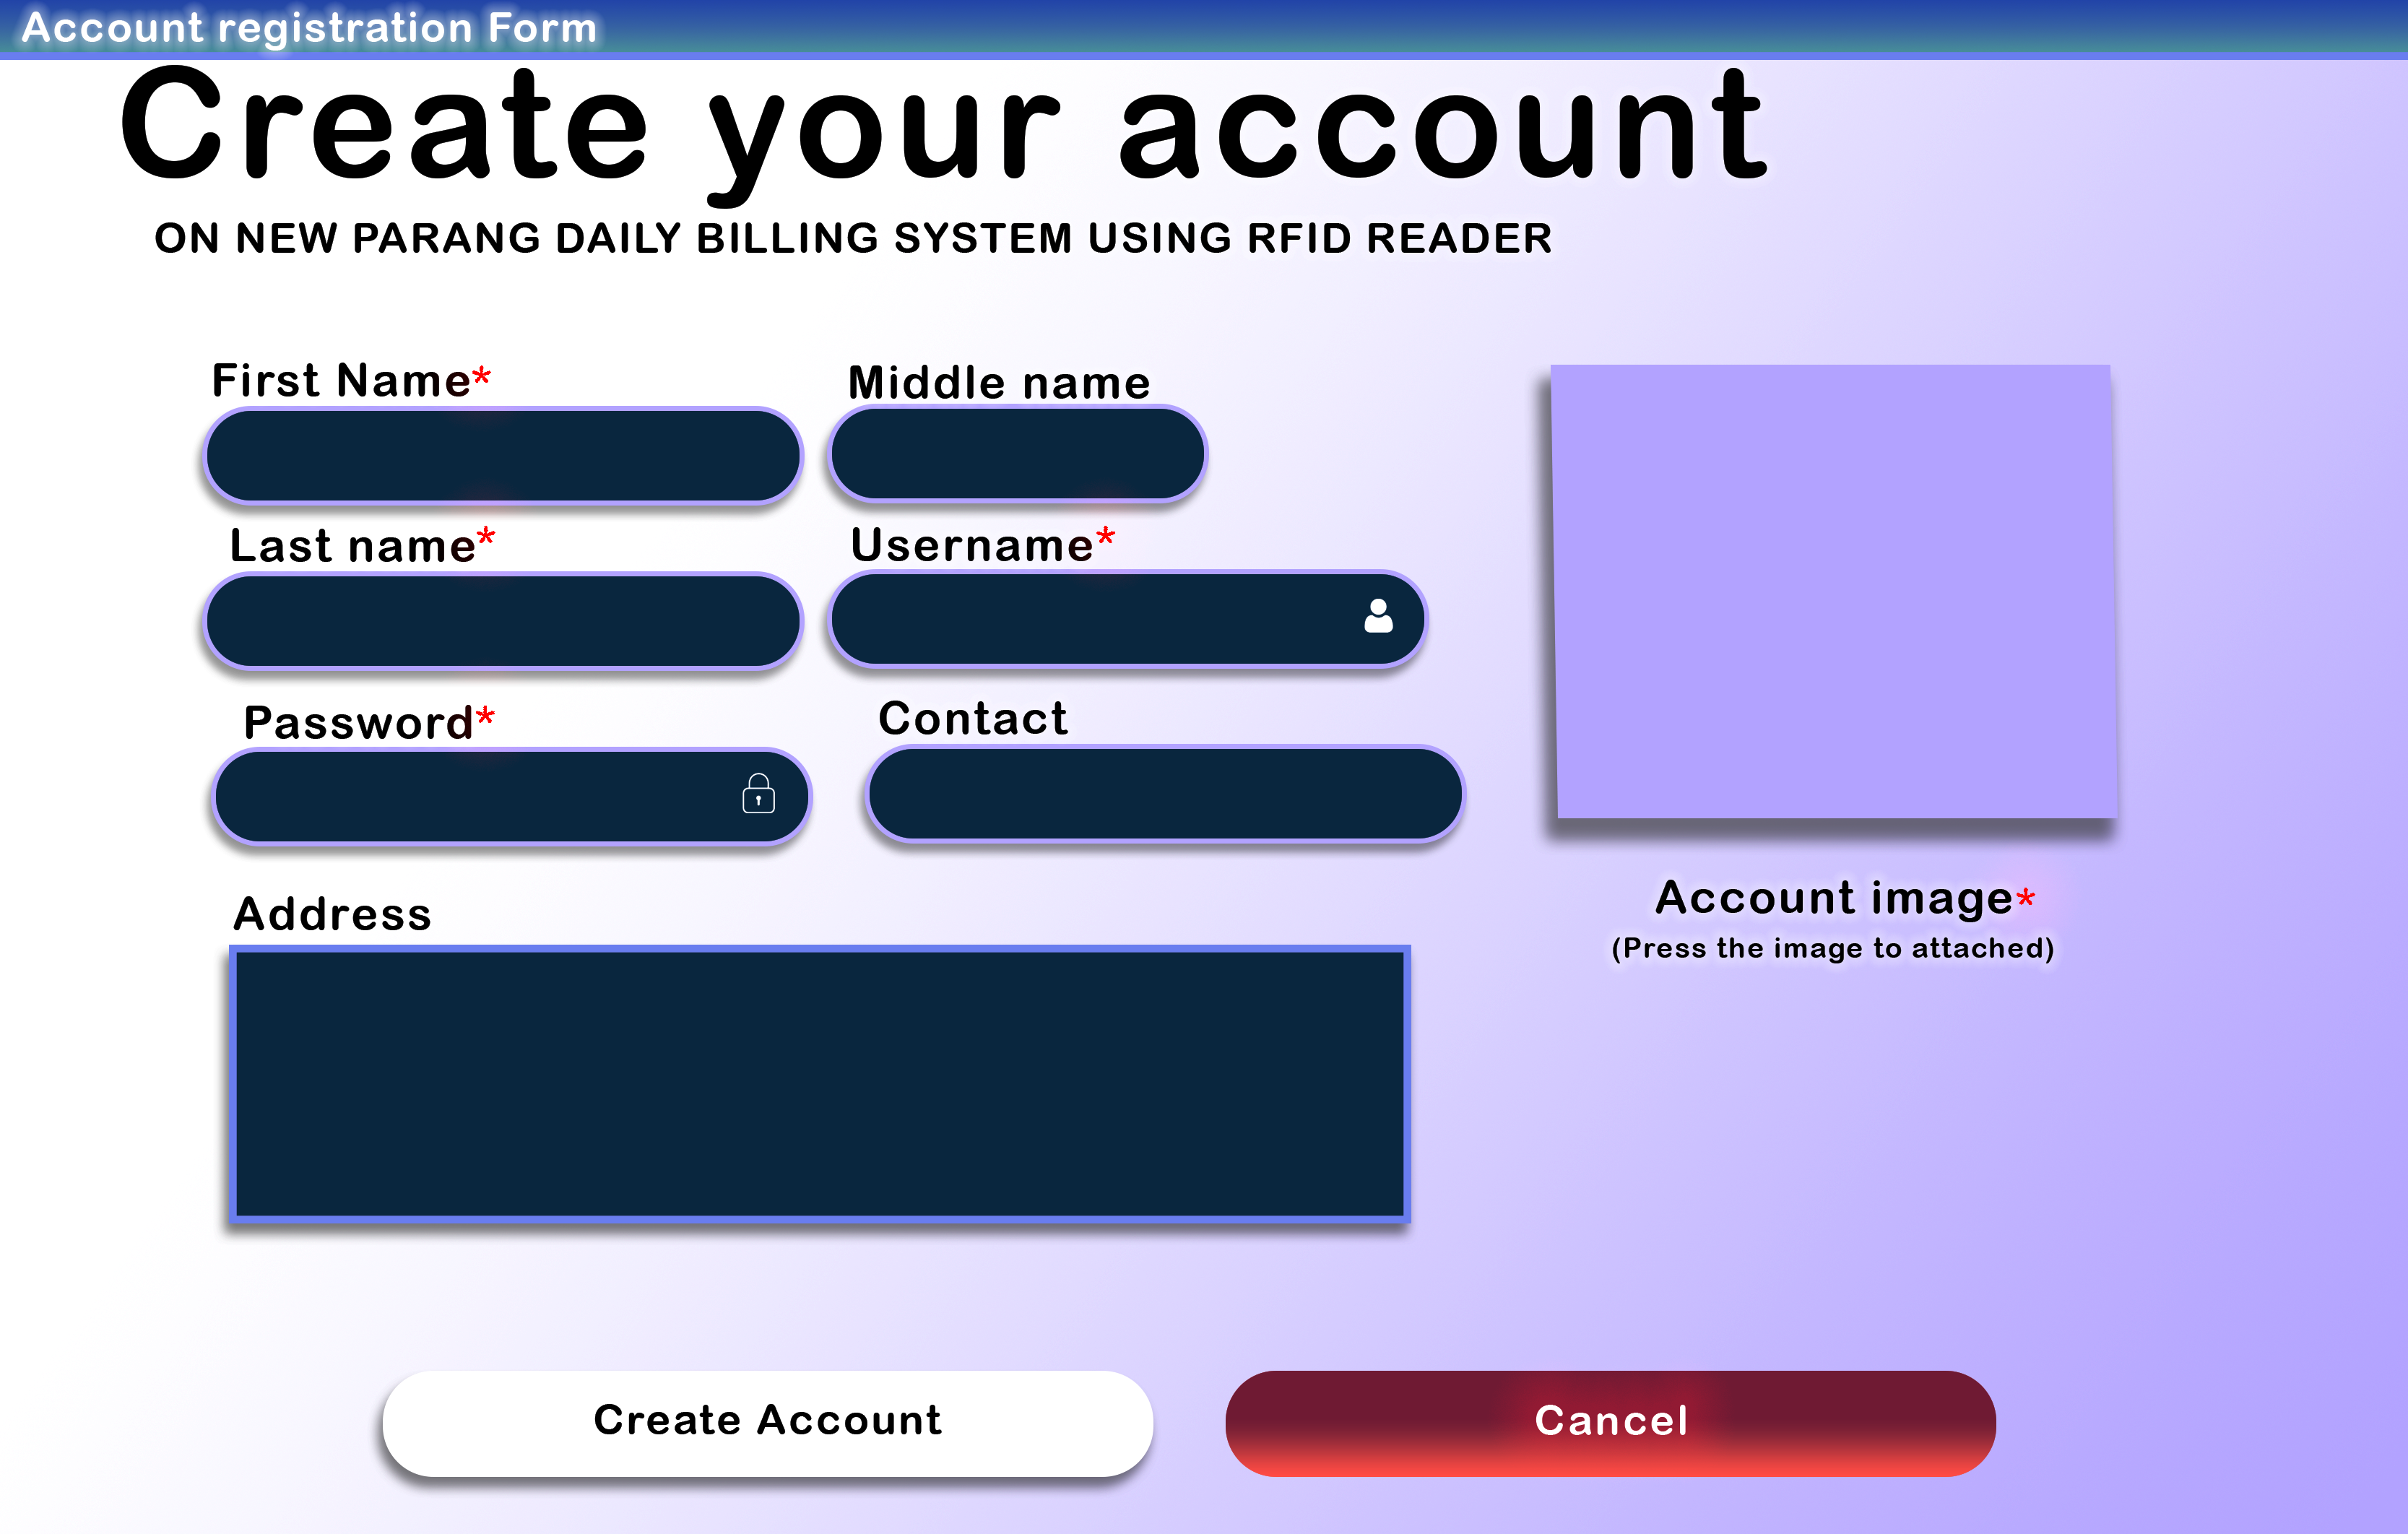 Account registration Form
Create your account
ON NEW PARANG DAILY BILLING SYSTEM USING RFID READER
First Name*
Middle name
Last name*
Username*
Password*
Contact
Address
Account image*
(Press the image to attached)
Create Account
Cancel